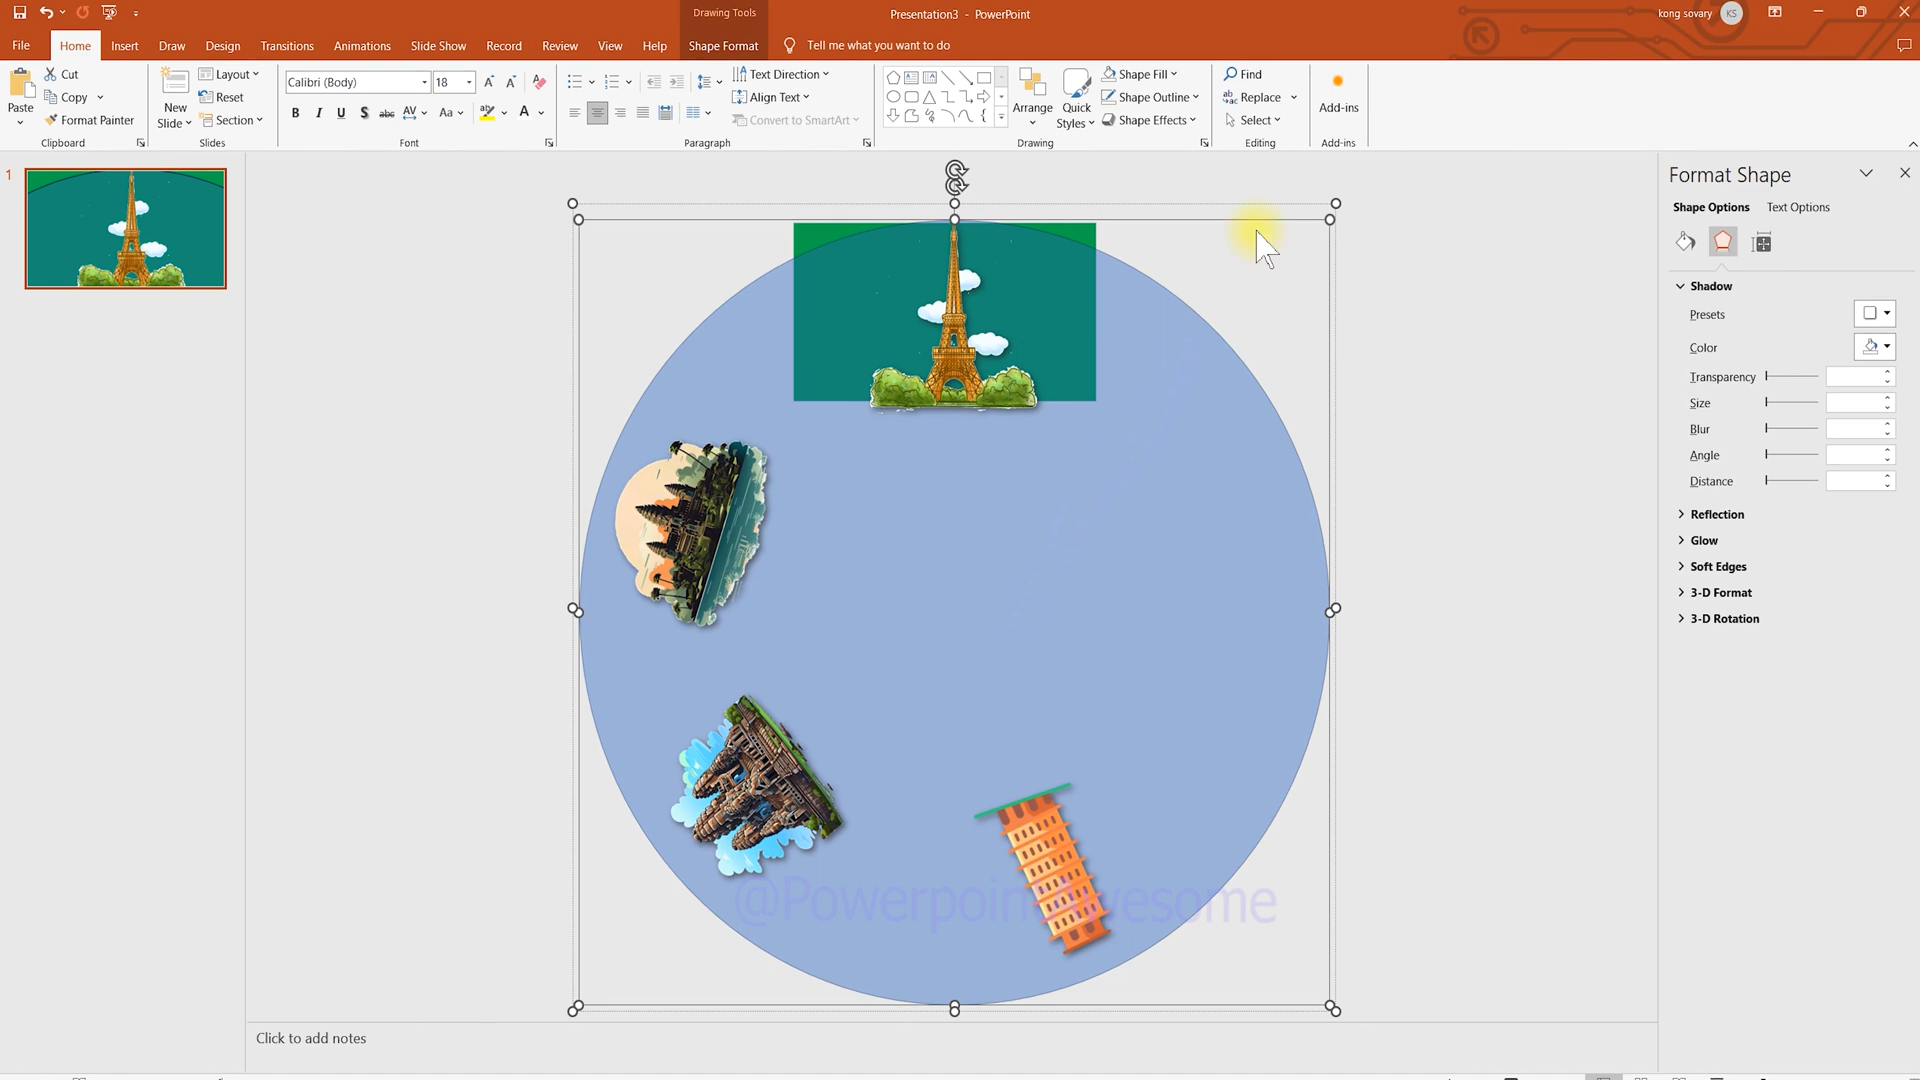 Drawing Tools
Presentation3 - PowerPoint
kong sovary
KS
File Home Insert Draw Design Transitions Animations Slide Show Record Review View Help Shape Format Tell me what you want to do
Paste
Cut
Copy
Format Painter
Clipboard
New
Slide
Layout
Reset
Section
Slides
Calibri (Body)
18
B I U S abc AV Aa A
Font
Text Direction
Align Text
Convert to SmartArt
Paragraph
Arrange
Quick
Styles
Shape Fill
Shape Outline
Shape Effects
Drawing
Find
Replace
Select
Editing
Add-ins
Add-ins
1
@PowerpointAwesome
Click to add notes
Format Shape
Shape Options Text Options
Shadow
Presets
Color
Transparency
Size
Blur
Angle
Distance
Reflection
Glow
Soft Edges
3-D Format
3-D Rotation